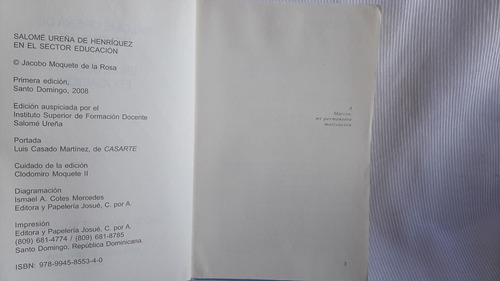 SALOMÉ UREÑA DE HENRÍQUEZ
EN EL SECTOR EDUCACIÓN
© Jacobo Moquete de la Rosa
Primera edición,
Santo Domingo, 2008
Edición auspiciada por el
Instituto Superior de Formación Docente
Salomé Ureña
Portada
Luis Casado Martínez, de CASARTE
Cuidado de la edición
Clodomiro Moquete II
Diagramación
Ismael A. Cotes Mercedes
Editora y Papelería Josué, C. por A.
Impresión
Editora y Papelería Josué, C. por A.
(809) 681-4774 / (809) 681-8785
Santo Domingo, República Dominicana.
ISBN: 978-9945-8553-4-0
A
mi permanente
motivación